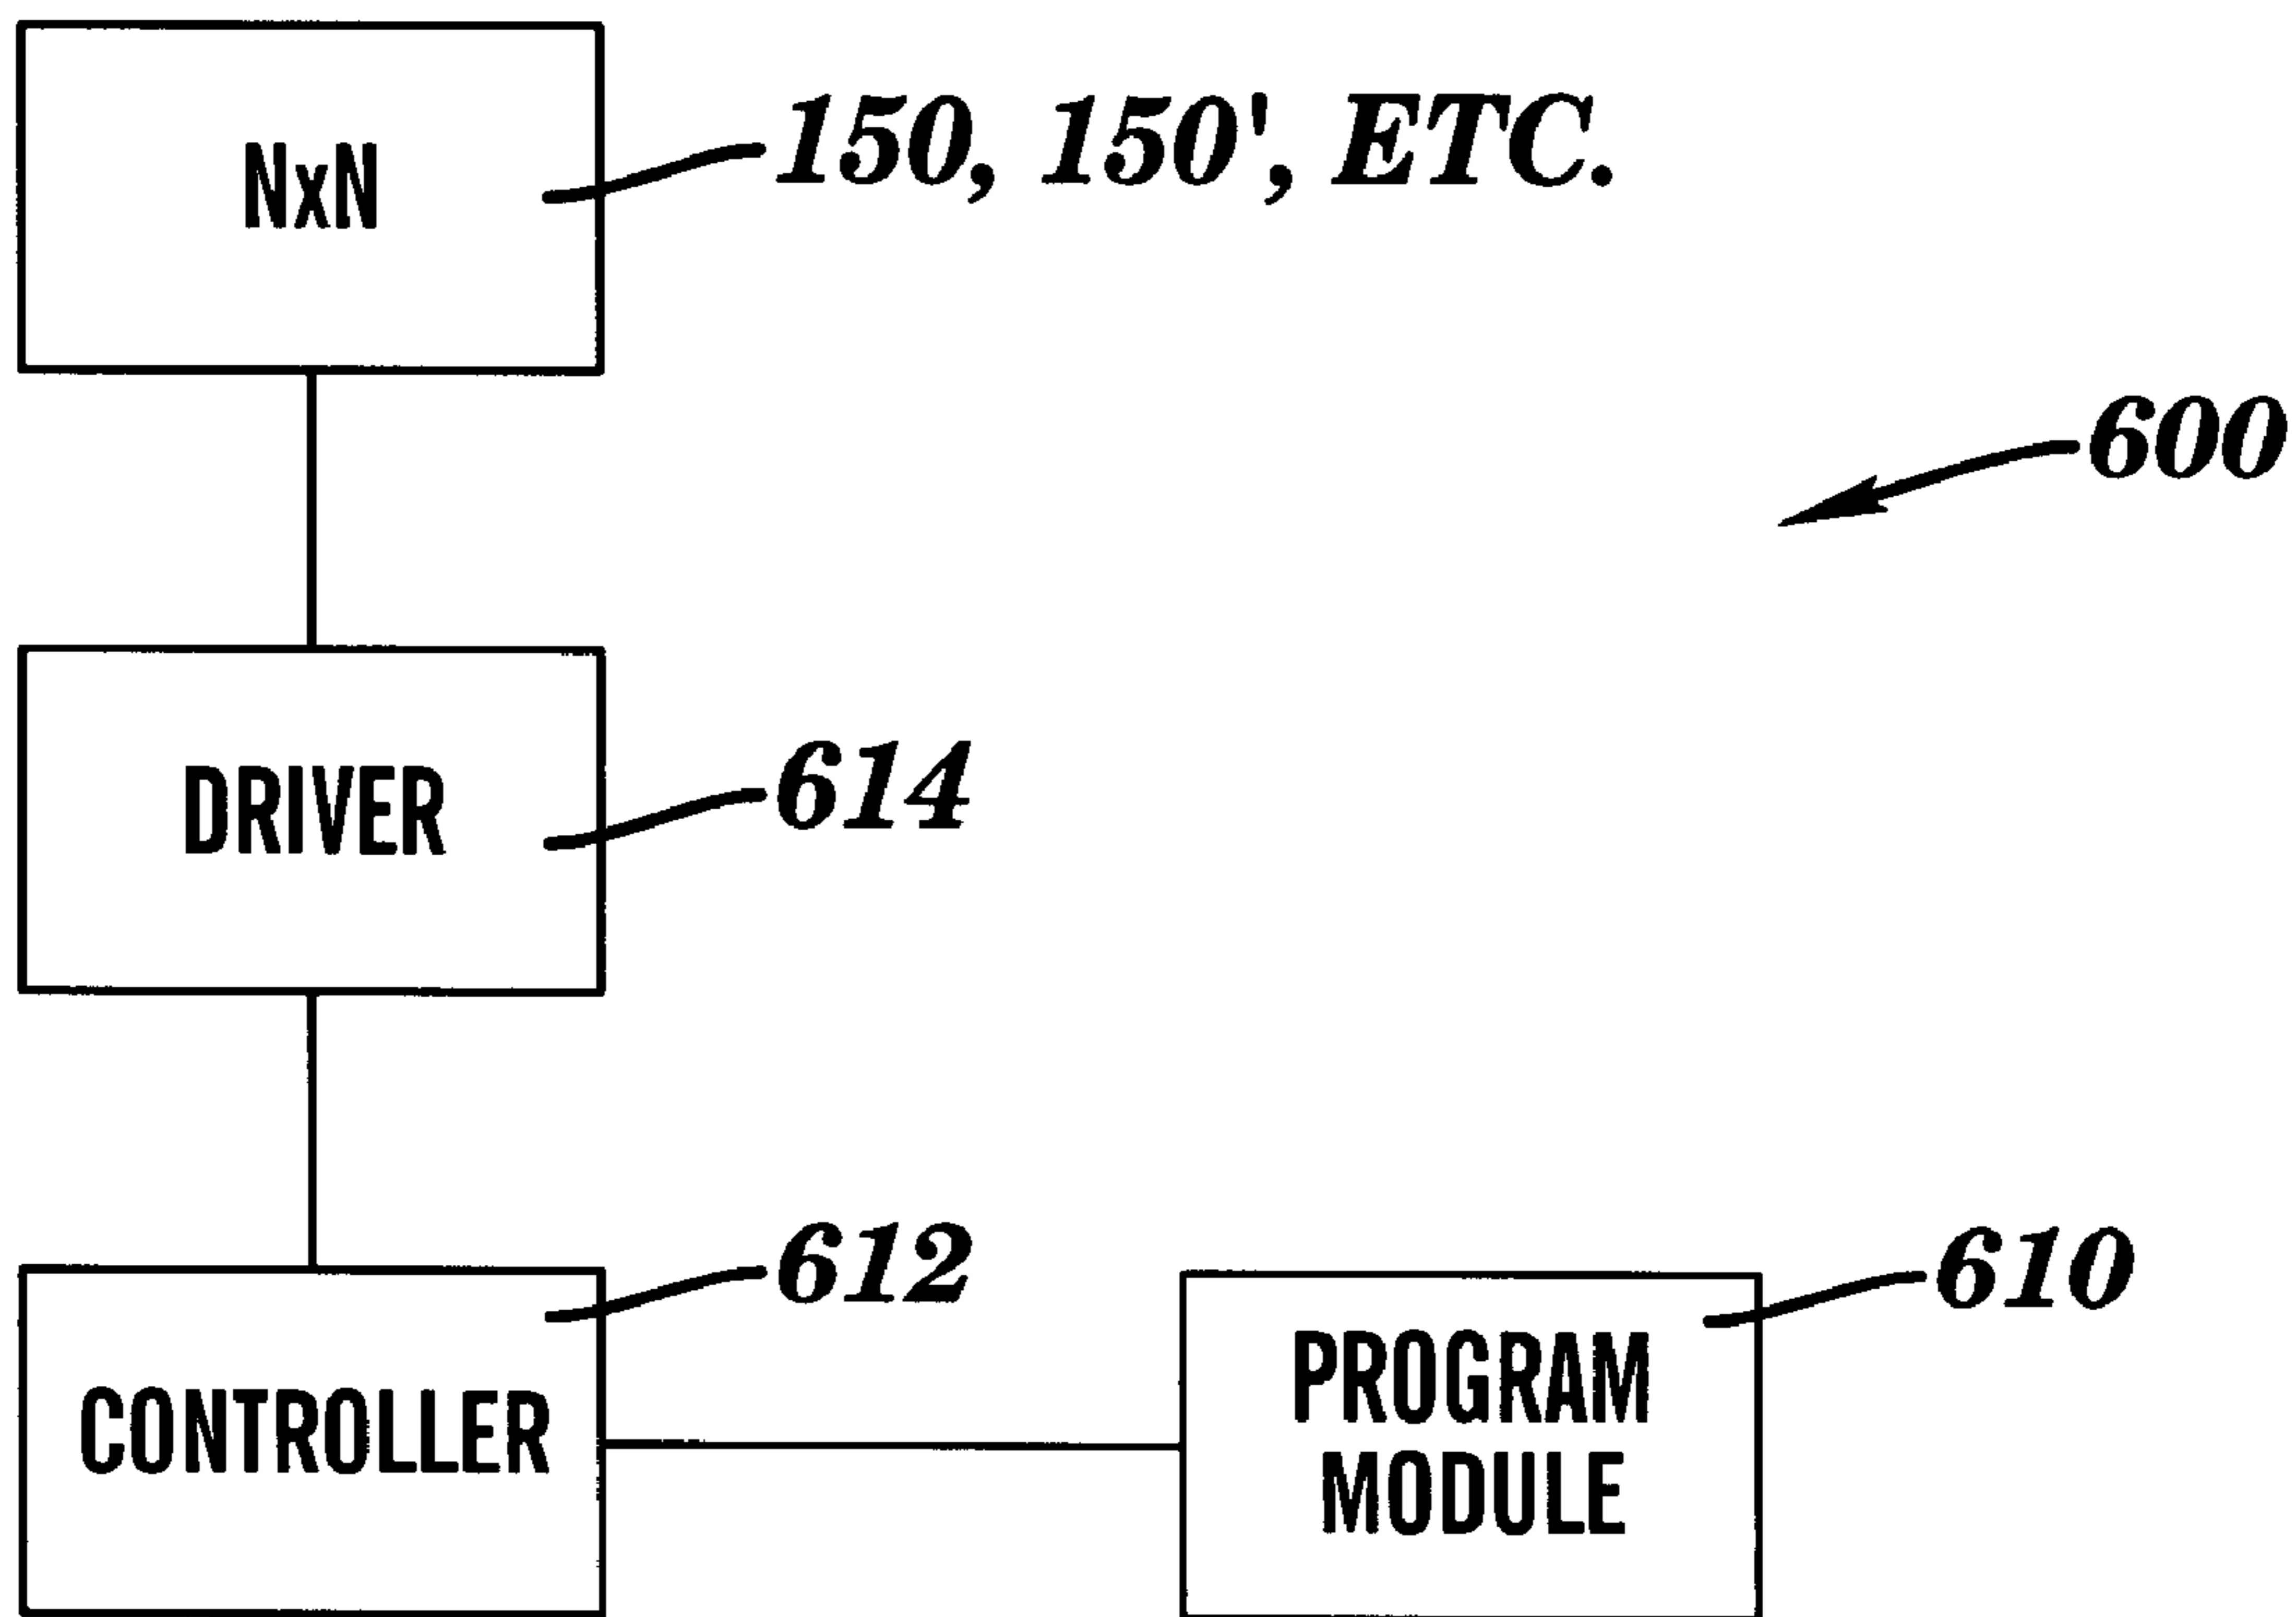 NxN
150, 150', ETC.
600
DRIVER
614
612
CONTROLLER
610
PROGRAM
MODULE